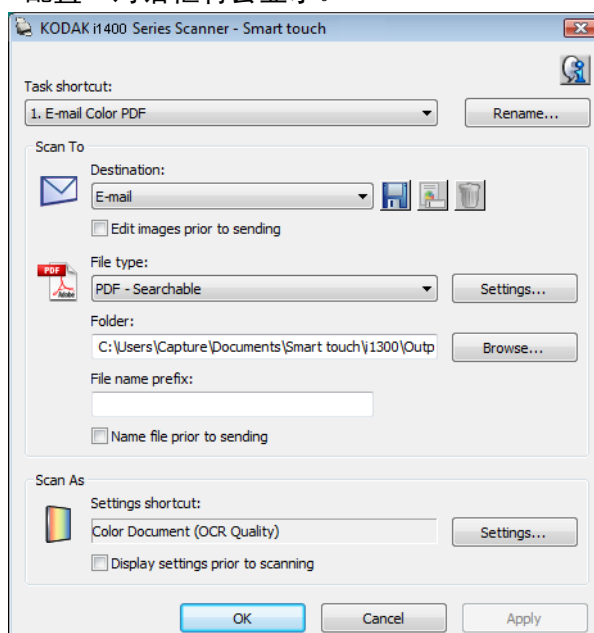 KODAK i1400 Series Scanner - Smart touch
Task shortcut:
1. E-mail Color PDF
Rename...
Scan To
Destination:
E-mail
Edit images prior to sending
File type:
PDF
Adobe
PDF - Searchable
Settings...
Folder:
C:\Users\Capture\Documents\Smart touch\i1300\Outp
Browse...
File name prefix:
Name file prior to sending
Scan As
Settings shortcut:
Color Document (OCR Quality)
Settings...
Display settings prior to scanning
OK
Cancel
Apply